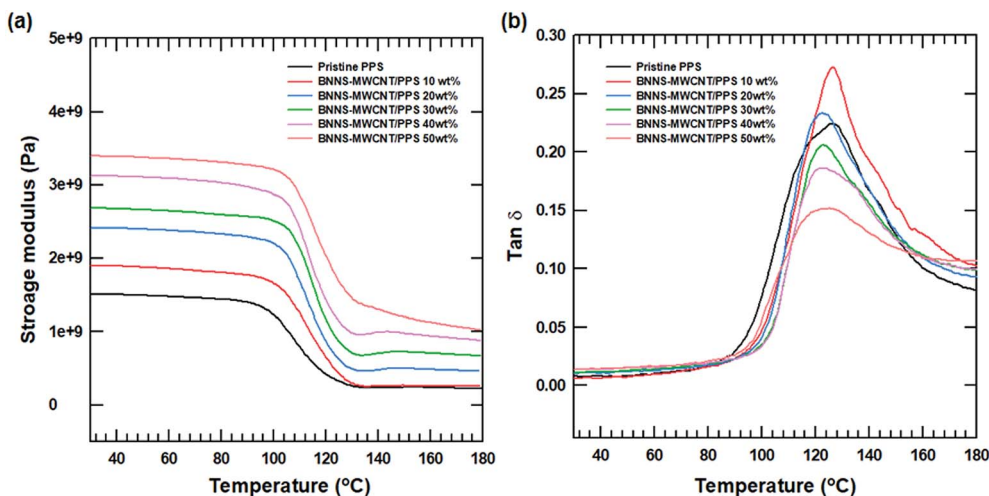 (a)
5e+9
4e+9
3e+9
2e+9
1e+9
0
Stroage modulus (Pa)
Pristine PPS
BNNS-MWCNT/PPS 10 wt%
BNNS-MWCNT/PPS 20wt%
BNNS-MWCNT/PPS 30wt%
BNNS-MWCNT/PPS 40wt%
BNNS-MWCNT/PPS 50wt%
40 60 80 100 120 140 160 180
Temperature (ºC)
(b)
0.30
0.25
0.20
0.15
0.10
0.05
0.00
Tan δ
Pristine PPS
BNNS-MWCNT/PPS 10 wt%
BNNS-MWCNT/PPS 20wt%
BNNS-MWCNT/PPS 30wt%
BNNS-MWCNT/PPS 40wt%
BNNS-MWCNT/PPS 50wt%
40 60 80 100 120 140 160 180
Temperature (ºC)